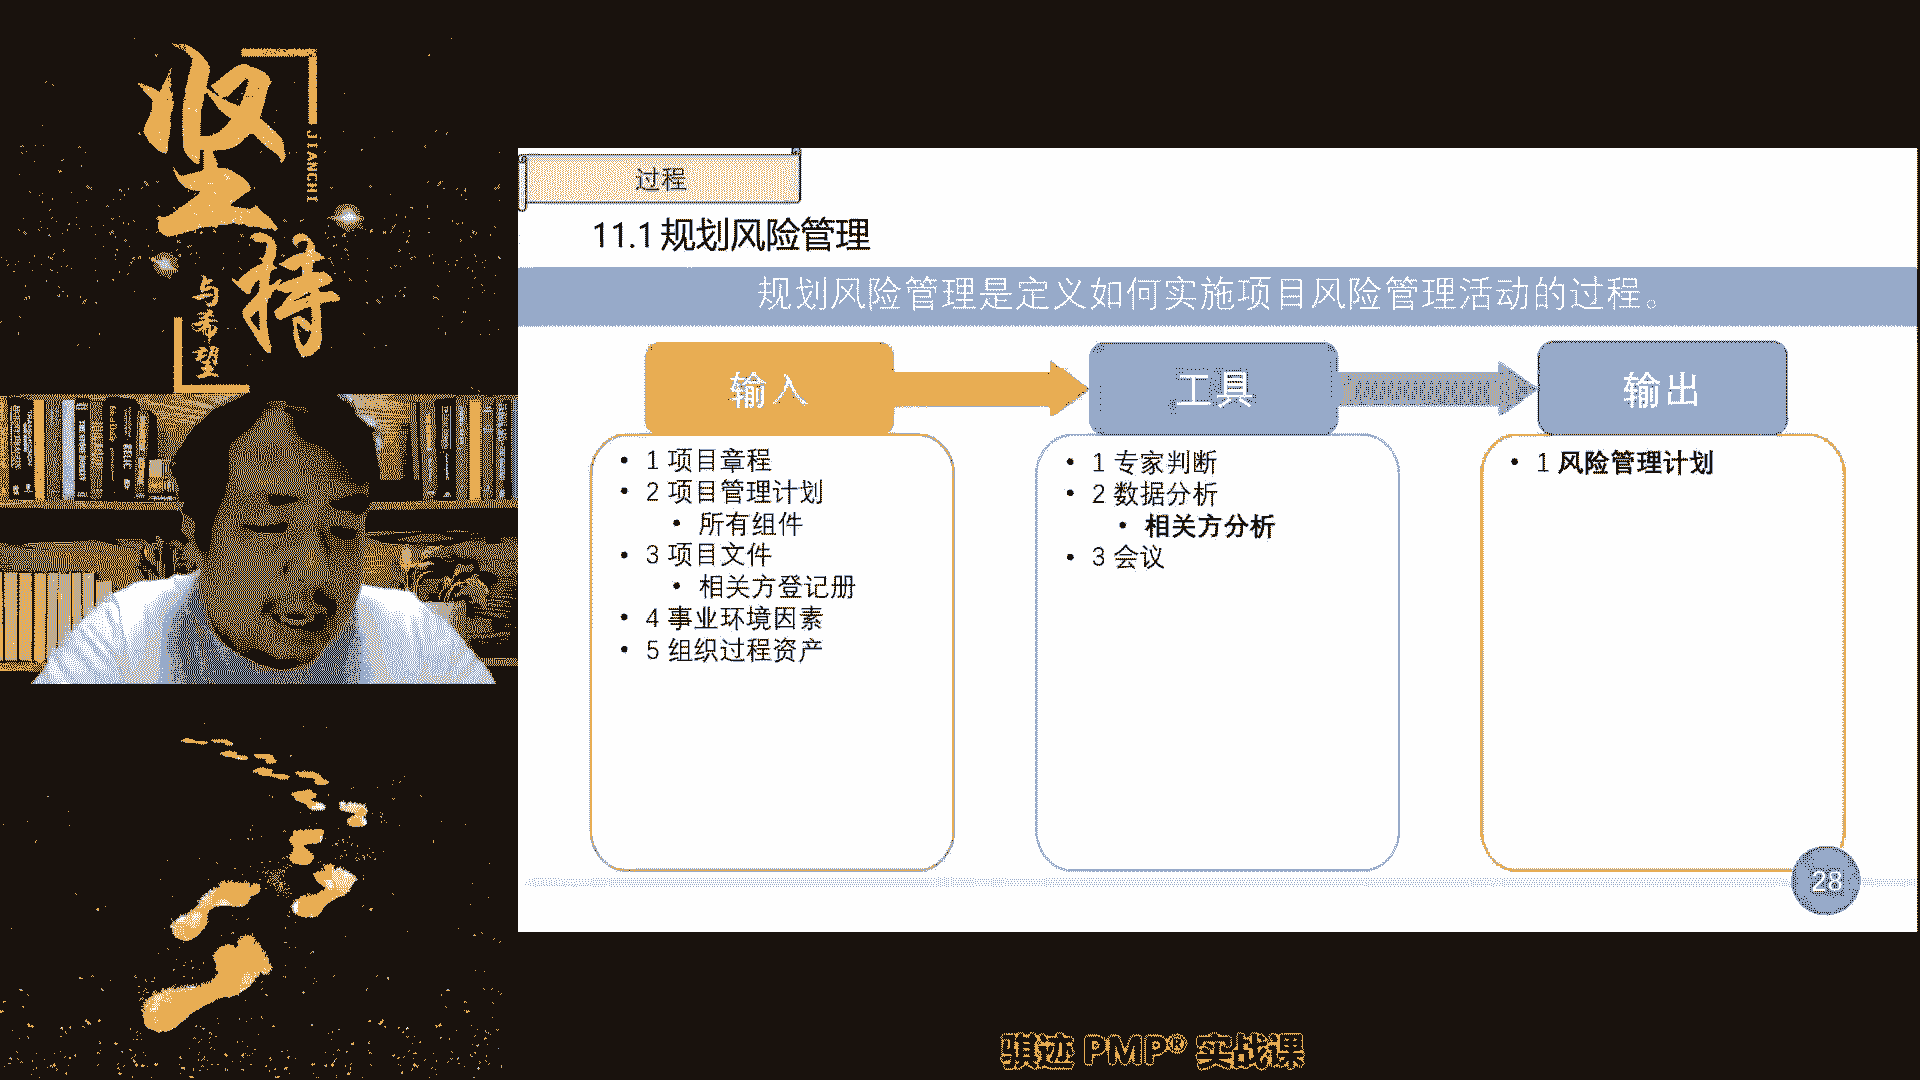 坚持
JIANCHI
与希望
过程
11.1 规划风险管理
规划风险管理是定义如何实施项目风险管理活动的过程。
输入
• 1 项目章程
• 2 项目管理计划
• 所有组件
• 3 项目文件
• 相关方登记册
• 4 事业环境因素
• 5 组织过程资产
工具
• 1 专家判断
• 2 数据分析
• 相关方分析
• 3 会议
输出
• 1 风险管理计划
28
骐迹 PMP® 实战课